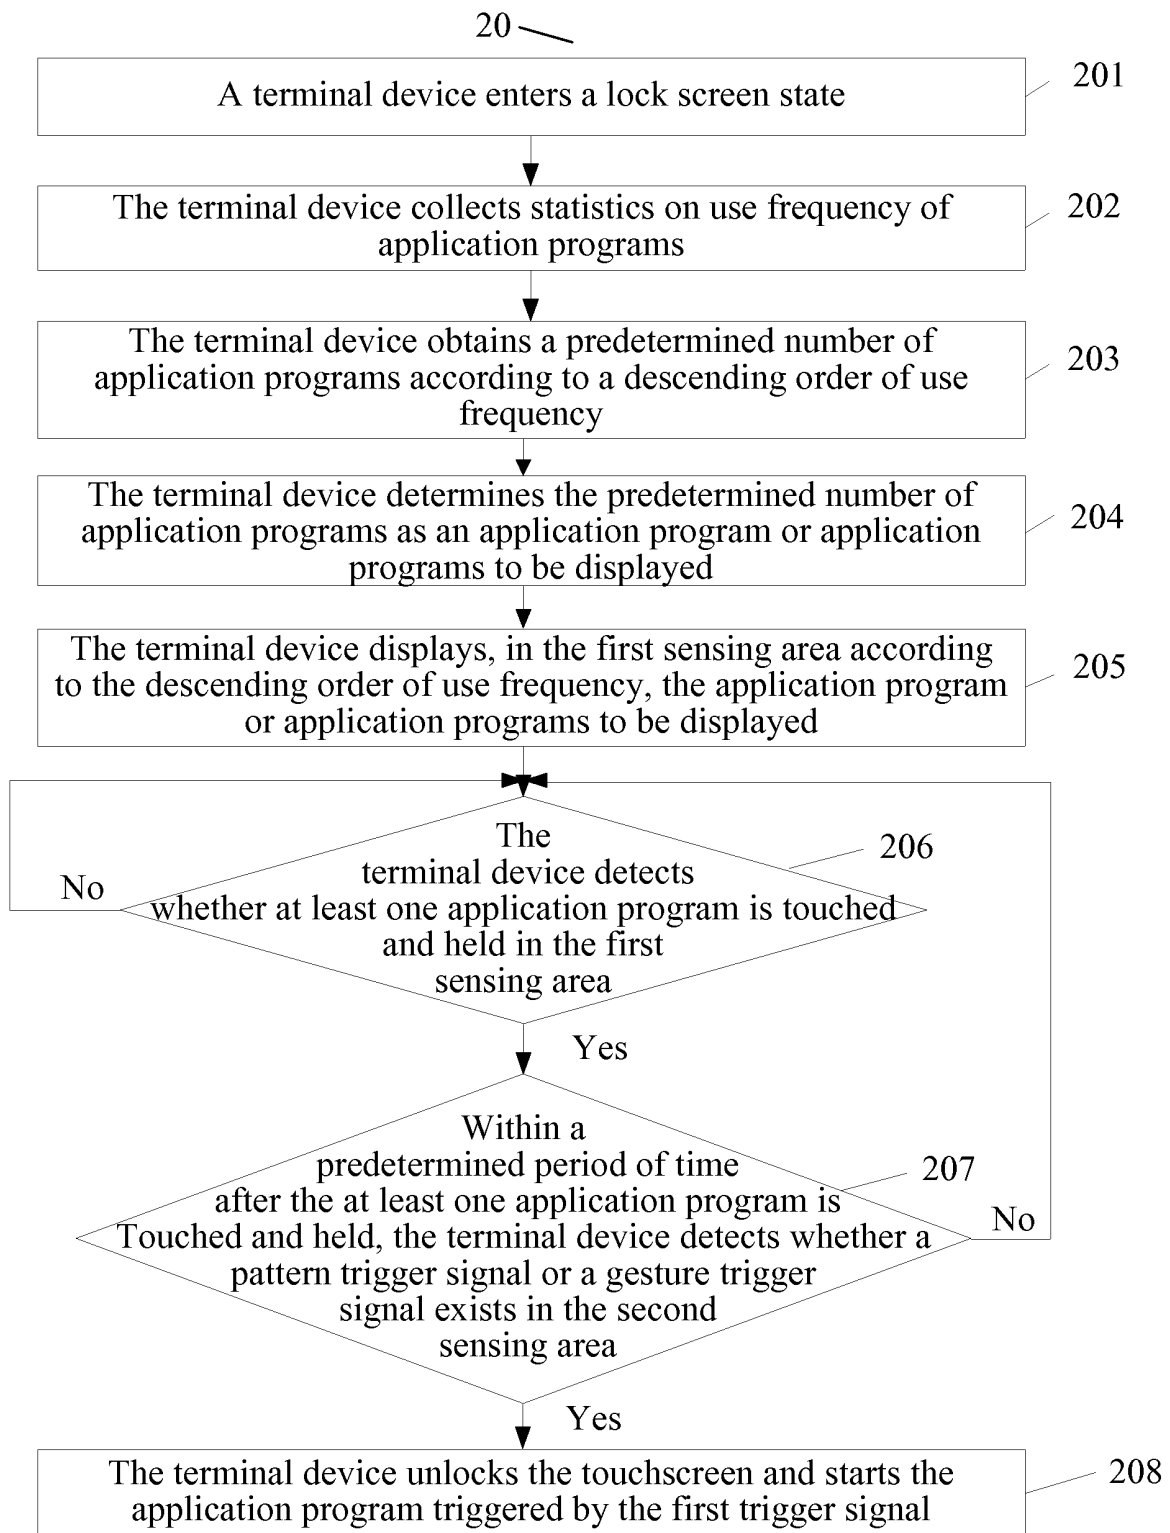 20
A terminal device enters a lock screen state
201
The terminal device collects statistics on use frequency of
application programs
202
The terminal device obtains a predetermined number of
application programs according to a descending order of use
frequency
203
The terminal device determines the predetermined number of
application programs as an application program or application
programs to be displayed
204
The terminal device displays, in the first sensing area according
to the descending order of use frequency, the application program
or application programs to be displayed
205
The
terminal device detects
whether at least one application program is touched
and held in the first
sensing area
206
No
Yes
Within a
predetermined period of time
after the at least one application program is
Touched and held, the terminal device detects whether a
pattern trigger signal or a gesture trigger
signal exists in the second
sensing area
207
No
Yes
The terminal device unlocks the touchscreen and starts the
application program triggered by the first trigger signal
208